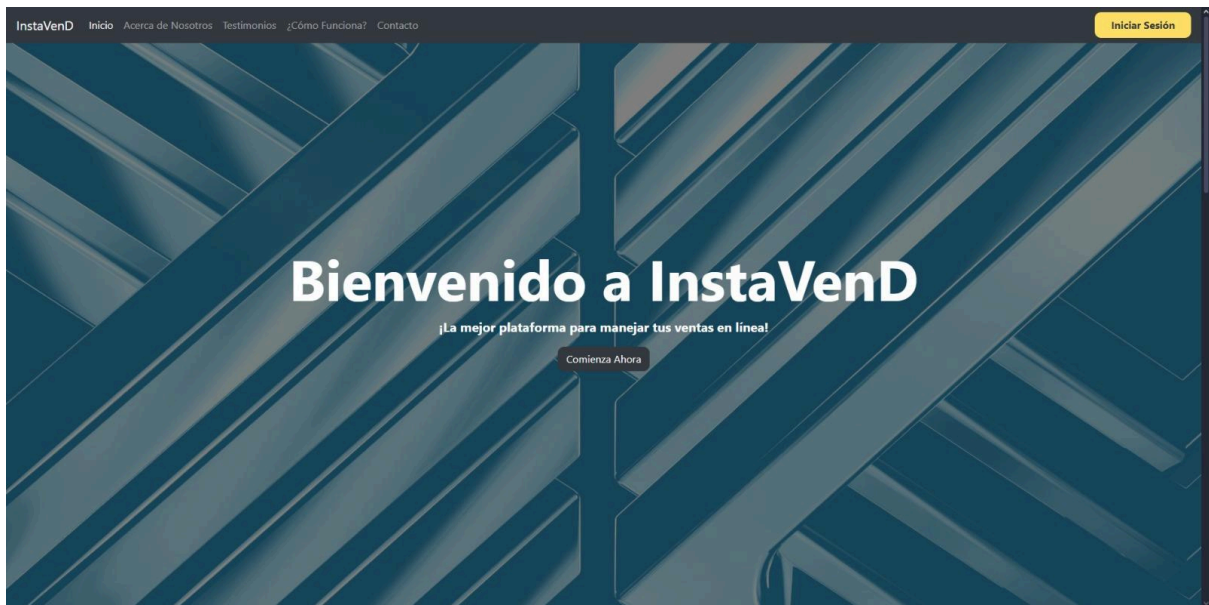 InstaVenD Inicio Acerca de Nosotros Testimonios ¿Cómo Funciona? Contacto Iniciar Sesión
Bienvenido a InstaVenD
¡La mejor plataforma para manejar tus ventas en línea!
Comienza Ahora